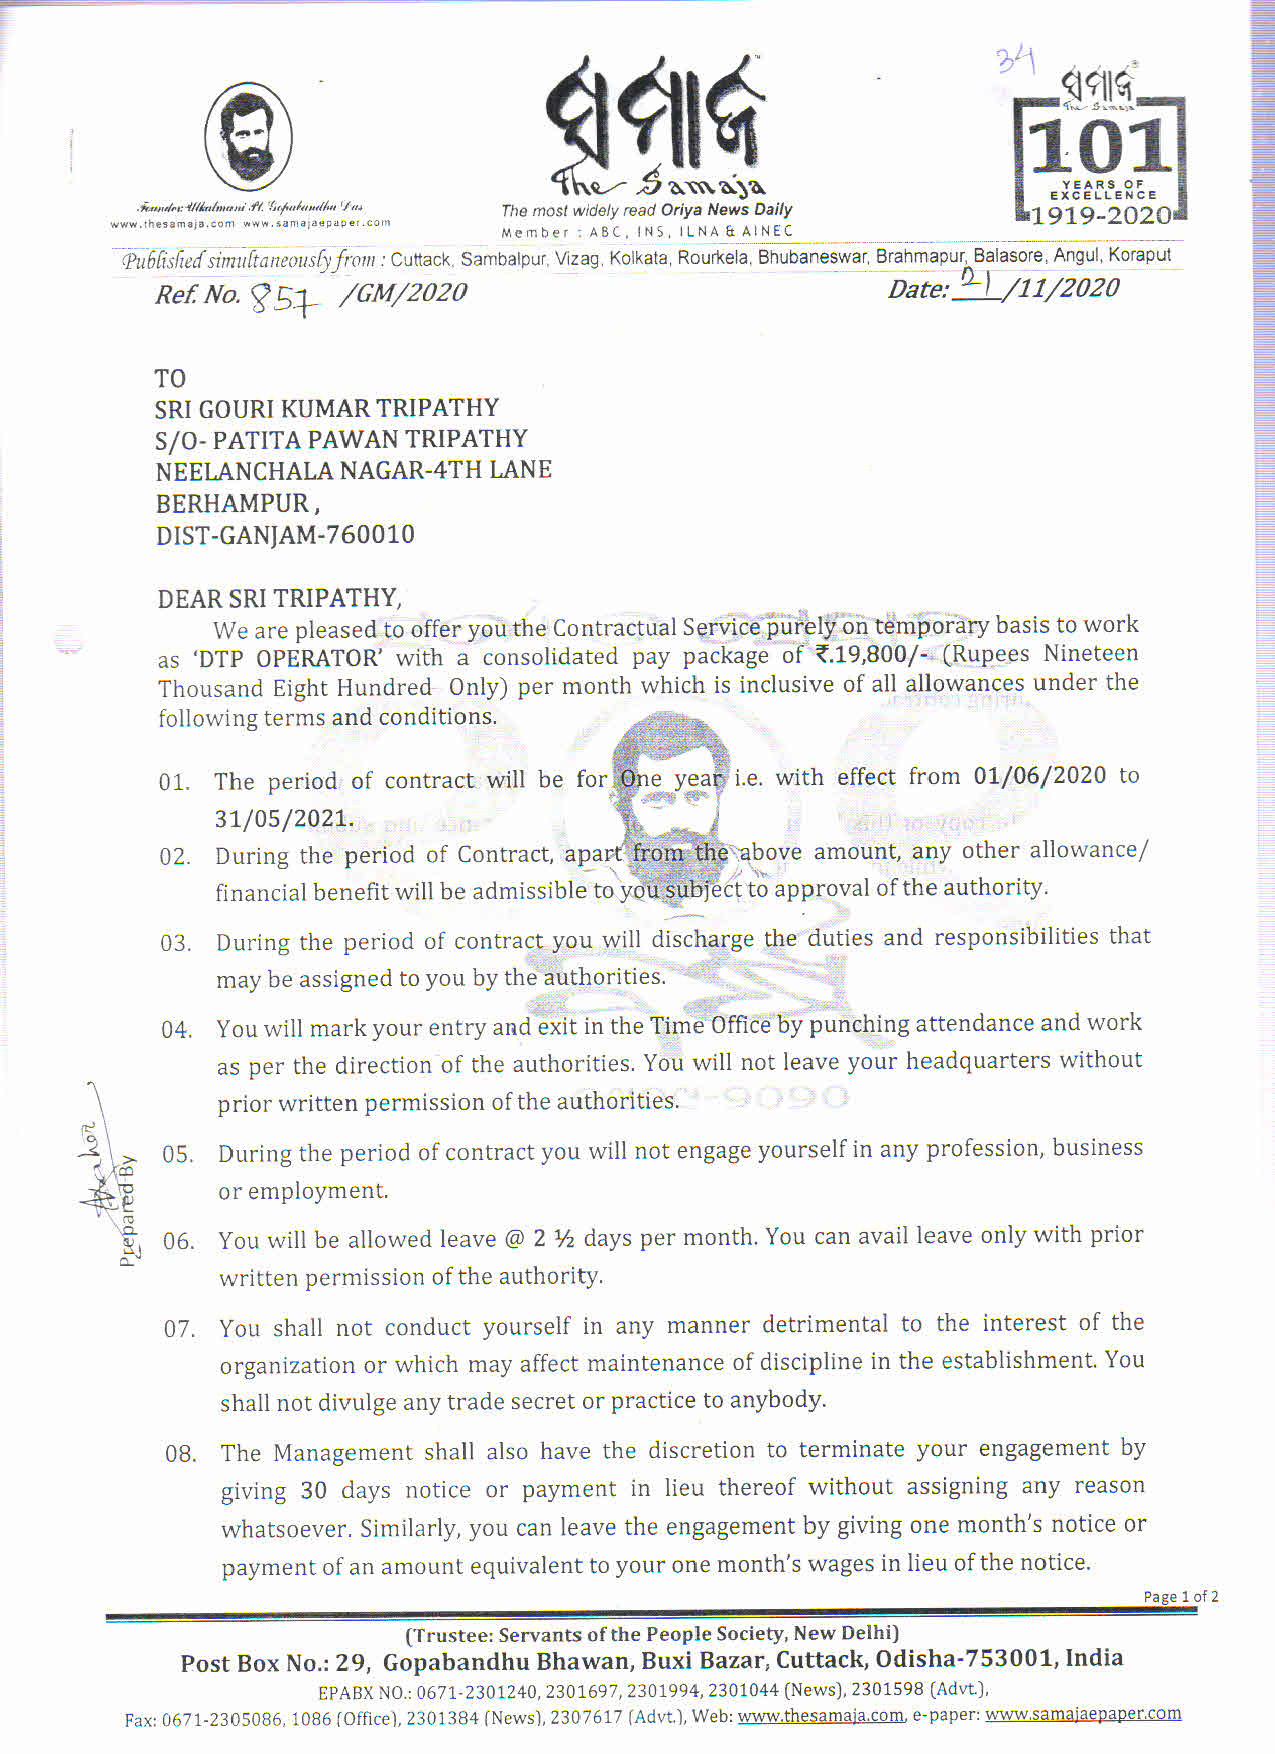 34
ସମାଜ
The Samaja
ସମାଜ
The Samaja
101
YEARS OF
EXCELLENCE
1919-2020
Founder: Utkalmani Pt. Gopabandhu Das
www.thesamaja.com www.samajaepaper.com
The most widely read Oriya News Daily
Member : ABC, INS, ILNA & AINEC
Published simultaneously from : Cuttack, Sambalpur, Vizag, Kolkata, Rourkela, Bhubaneswar, Brahmapur, Balasore, Angul, Koraput
Ref. No. 857 /GM/2020
Date: 21/11/2020
TO
SRI GOURI KUMAR TRIPATHY
S/O- PATITA PAWAN TRIPATHY
NEELANCHALA NAGAR-4TH LANE
BERHAMPUR,
DIST-GANJAM-760010
DEAR SRI TRIPATHY,
We are pleased to offer you the Contractual Service purely on temporary basis to work
as ‘DTP OPERATOR’ with a consolidated pay package of ₹.19,800/- (Rupees Nineteen
Thousand Eight Hundred Only) per month which is inclusive of all allowances under the
following terms and conditions.
01. The period of contract will be for One year i.e. with effect from 01/06/2020 to
31/05/2021.
02. During the period of Contract, apart from the above amount, any other allowance/
financial benefit will be admissible to you subject to approval of the authority.
03. During the period of contract you will discharge the duties and responsibilities that
may be assigned to you by the authorities.
04. You will mark your entry and exit in the Time Office by punching attendance and work
as per the direction of the authorities. You will not leave your headquarters without
prior written permission of the authorities.
05. During the period of contract you will not engage yourself in any profession, business
or employment.
Prepared By
06. You will be allowed leave @ 2 ½ days per month. You can avail leave only with prior
written permission of the authority.
07. You shall not conduct yourself in any manner detrimental to the interest of the
organization or which may affect maintenance of discipline in the establishment. You
shall not divulge any trade secret or practice to anybody.
08. The Management shall also have the discretion to terminate your engagement by
giving 30 days notice or payment in lieu thereof without assigning any reason
whatsoever. Similarly, you can leave the engagement by giving one month’s notice or
payment of an amount equivalent to your one month’s wages in lieu of the notice.
Page 1 of 2
(Trustee: Servants of the People Society, New Delhi)
Post Box No.: 29, Gopabandhu Bhawan, Buxi Bazar, Cuttack, Odisha-753001, India
EPABX NO.: 0671-2301240, 2301697, 2301994, 2301044 (News), 2301598 (Advt.),
Fax: 0671-2305086, 1086 (Office), 2301384 (News), 2307617 (Advt.), Web: www.thesamaja.com, e-paper: www.samajaepaper.com